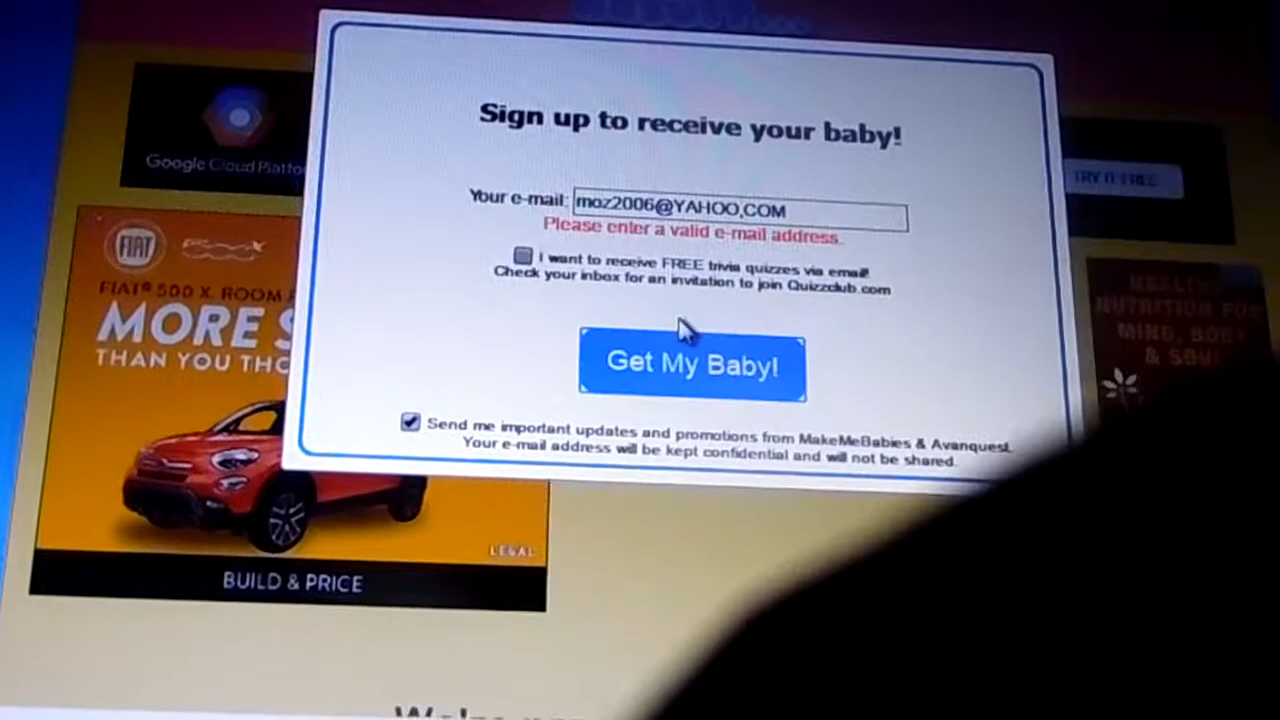 Sign up to receive your baby!
Google Cloud Platfo
TRY IT FREE
Your e-mail: moz2006@YAHOO,COM
Please enter a valid e-mail address.
I want to receive FREE trivia quizzes via email!
Check your inbox for an invitation to join Quizzclub.com
FIAT
FIAT® 500 X. ROOM
MORE S
THAN YOU THO
HEALTHY
NUTRITION FOR
MIND, BODY
& SOUL
Get My Baby!
Send me important updates and promotions from MakeMeBabies & Avanquest.
Your e-mail address will be kept confidential and will not be shared.
LEGAL
BUILD & PRICE